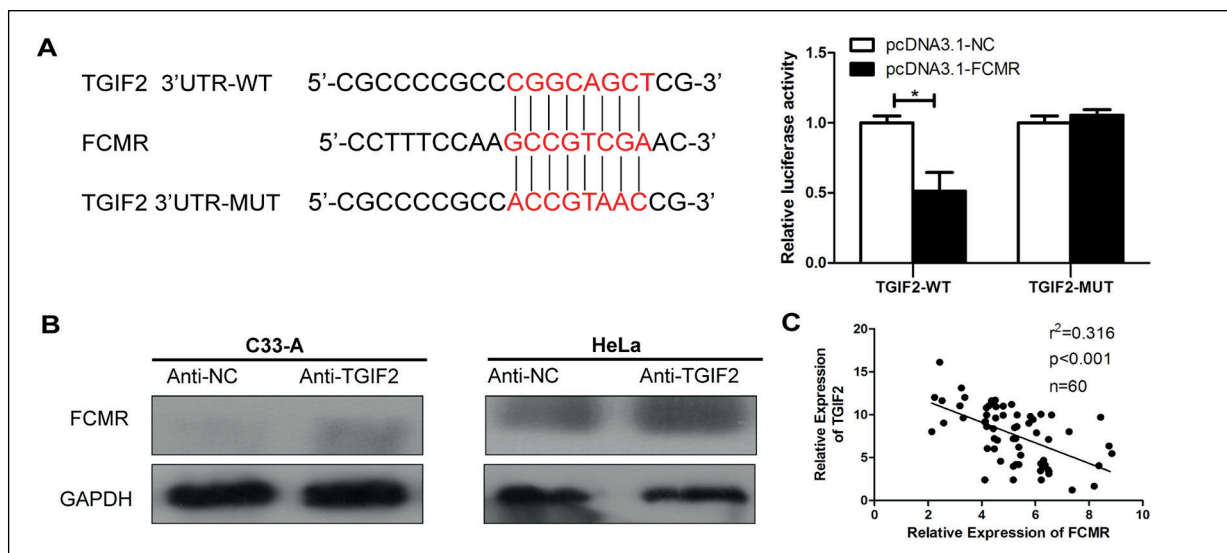 A
TGIF2 3'UTR-WT 5'-CGCCCCGCCCGGCAGCTCG-3'
FCMR 5'-CCTTTCCAAGCCGTCGAAC-3'
TGIF2 3'UTR-MUT 5'-CGCCCCGCCACCGTAACCCG-3'
pcDNA3.1-NC
pcDNA3.1-FCMR
Relative luciferase activity
1.5
1.0
0.5
0.0
*
TGIF2-WT TGIF2-MUT
B
C33-A HeLa
Anti-NC Anti-TGIF2 Anti-NC Anti-TGIF2
FCMR
GAPDH
C
r²=0.316
p<0.001
n=60
Relative Expression
of TGIF2
20
15
10
5
0
0 2 4 6 8 10
Relative Expression of FCMR